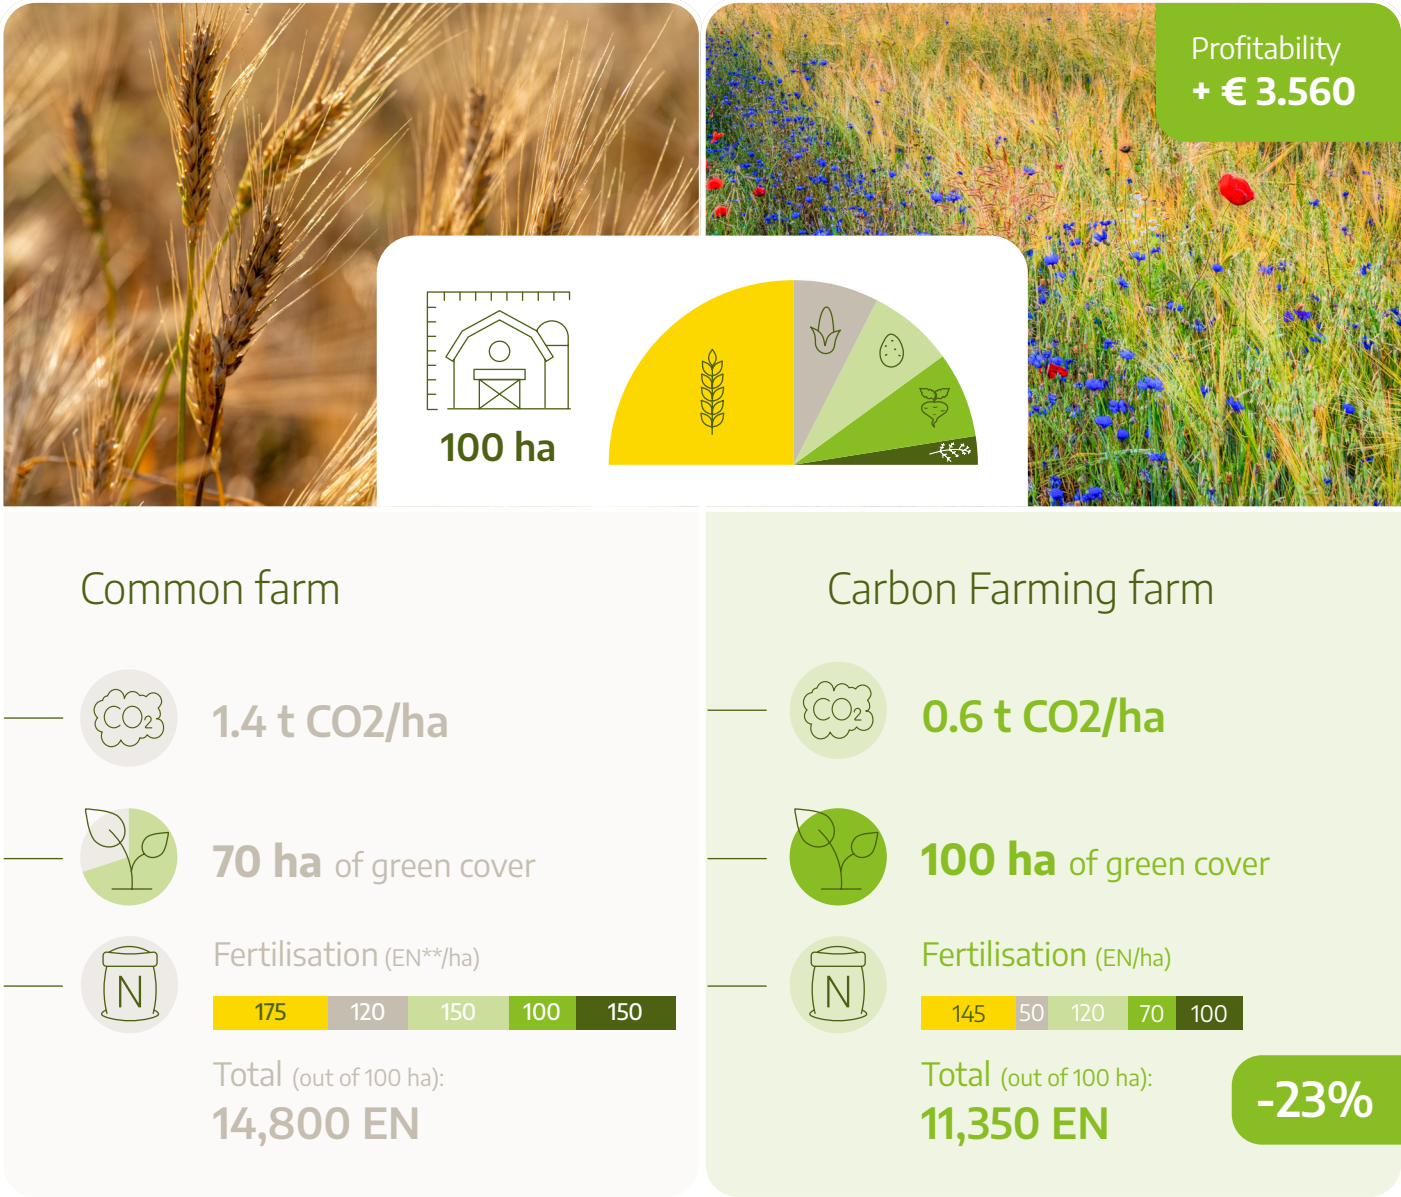 Profitability
+ € 3.560
100 ha
Common farm
CO2
1.4 t CO2/ha
70 ha of green cover
N
Fertilisation (EN**/ha)
175 120 150 100 150
Total (out of 100 ha):
14,800 EN
Carbon Farming farm
CO2
0.6 t CO2/ha
100 ha of green cover
N
Fertilisation (EN/ha)
145 50 120 70 100
Total (out of 100 ha):
11,350 EN
-23%